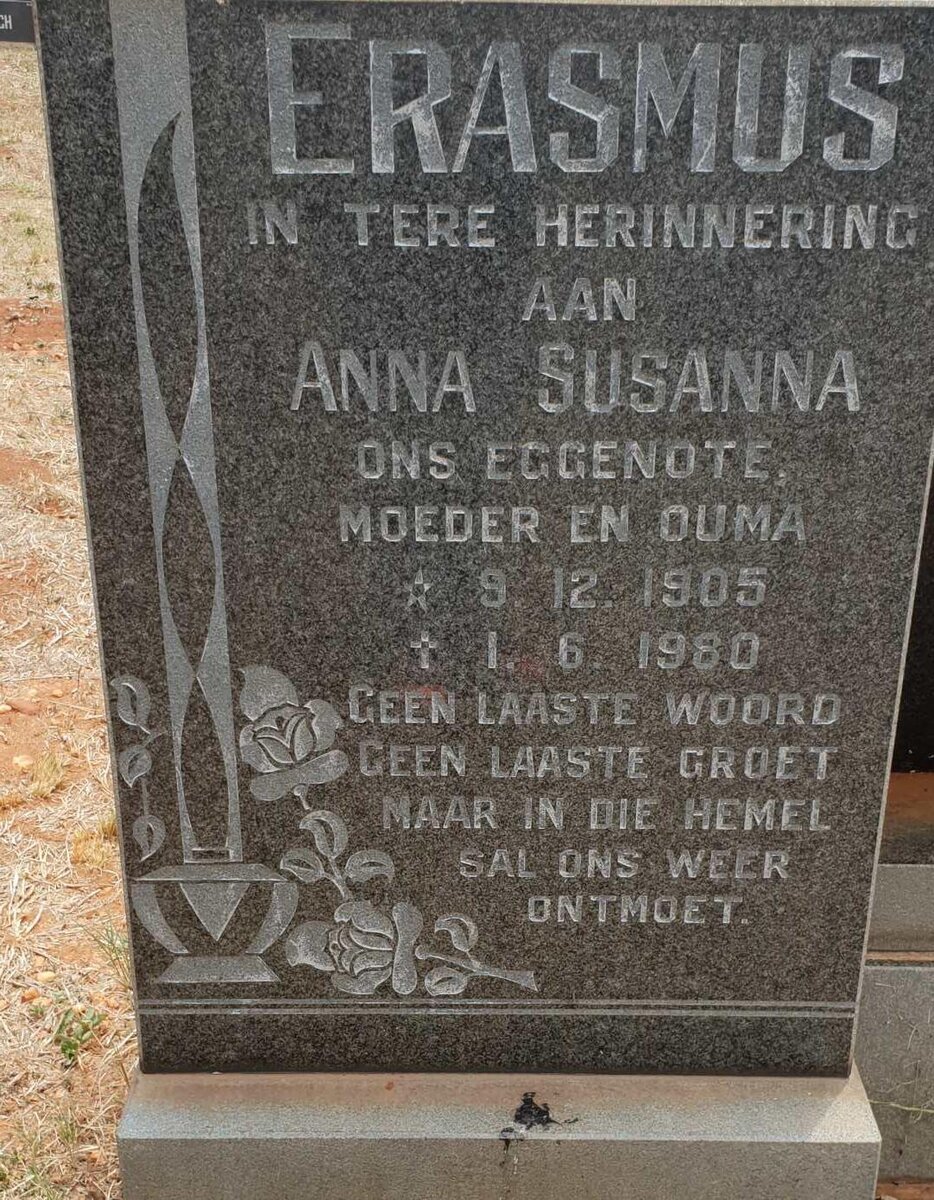 CH
ERASMUS
IN TERE HERINNERING
AAN
ANNA SUSANNA
ONS EGGENOTE,
MOEDER EN OUMA
☆ 9. 12. 1905
✝ 1. 6. 1980
GEEN LAASTE WOORD
GEEN LAASTE GROET
MAAR IN DIE HEMEL
SAL ONS WEER
ONTMOET.